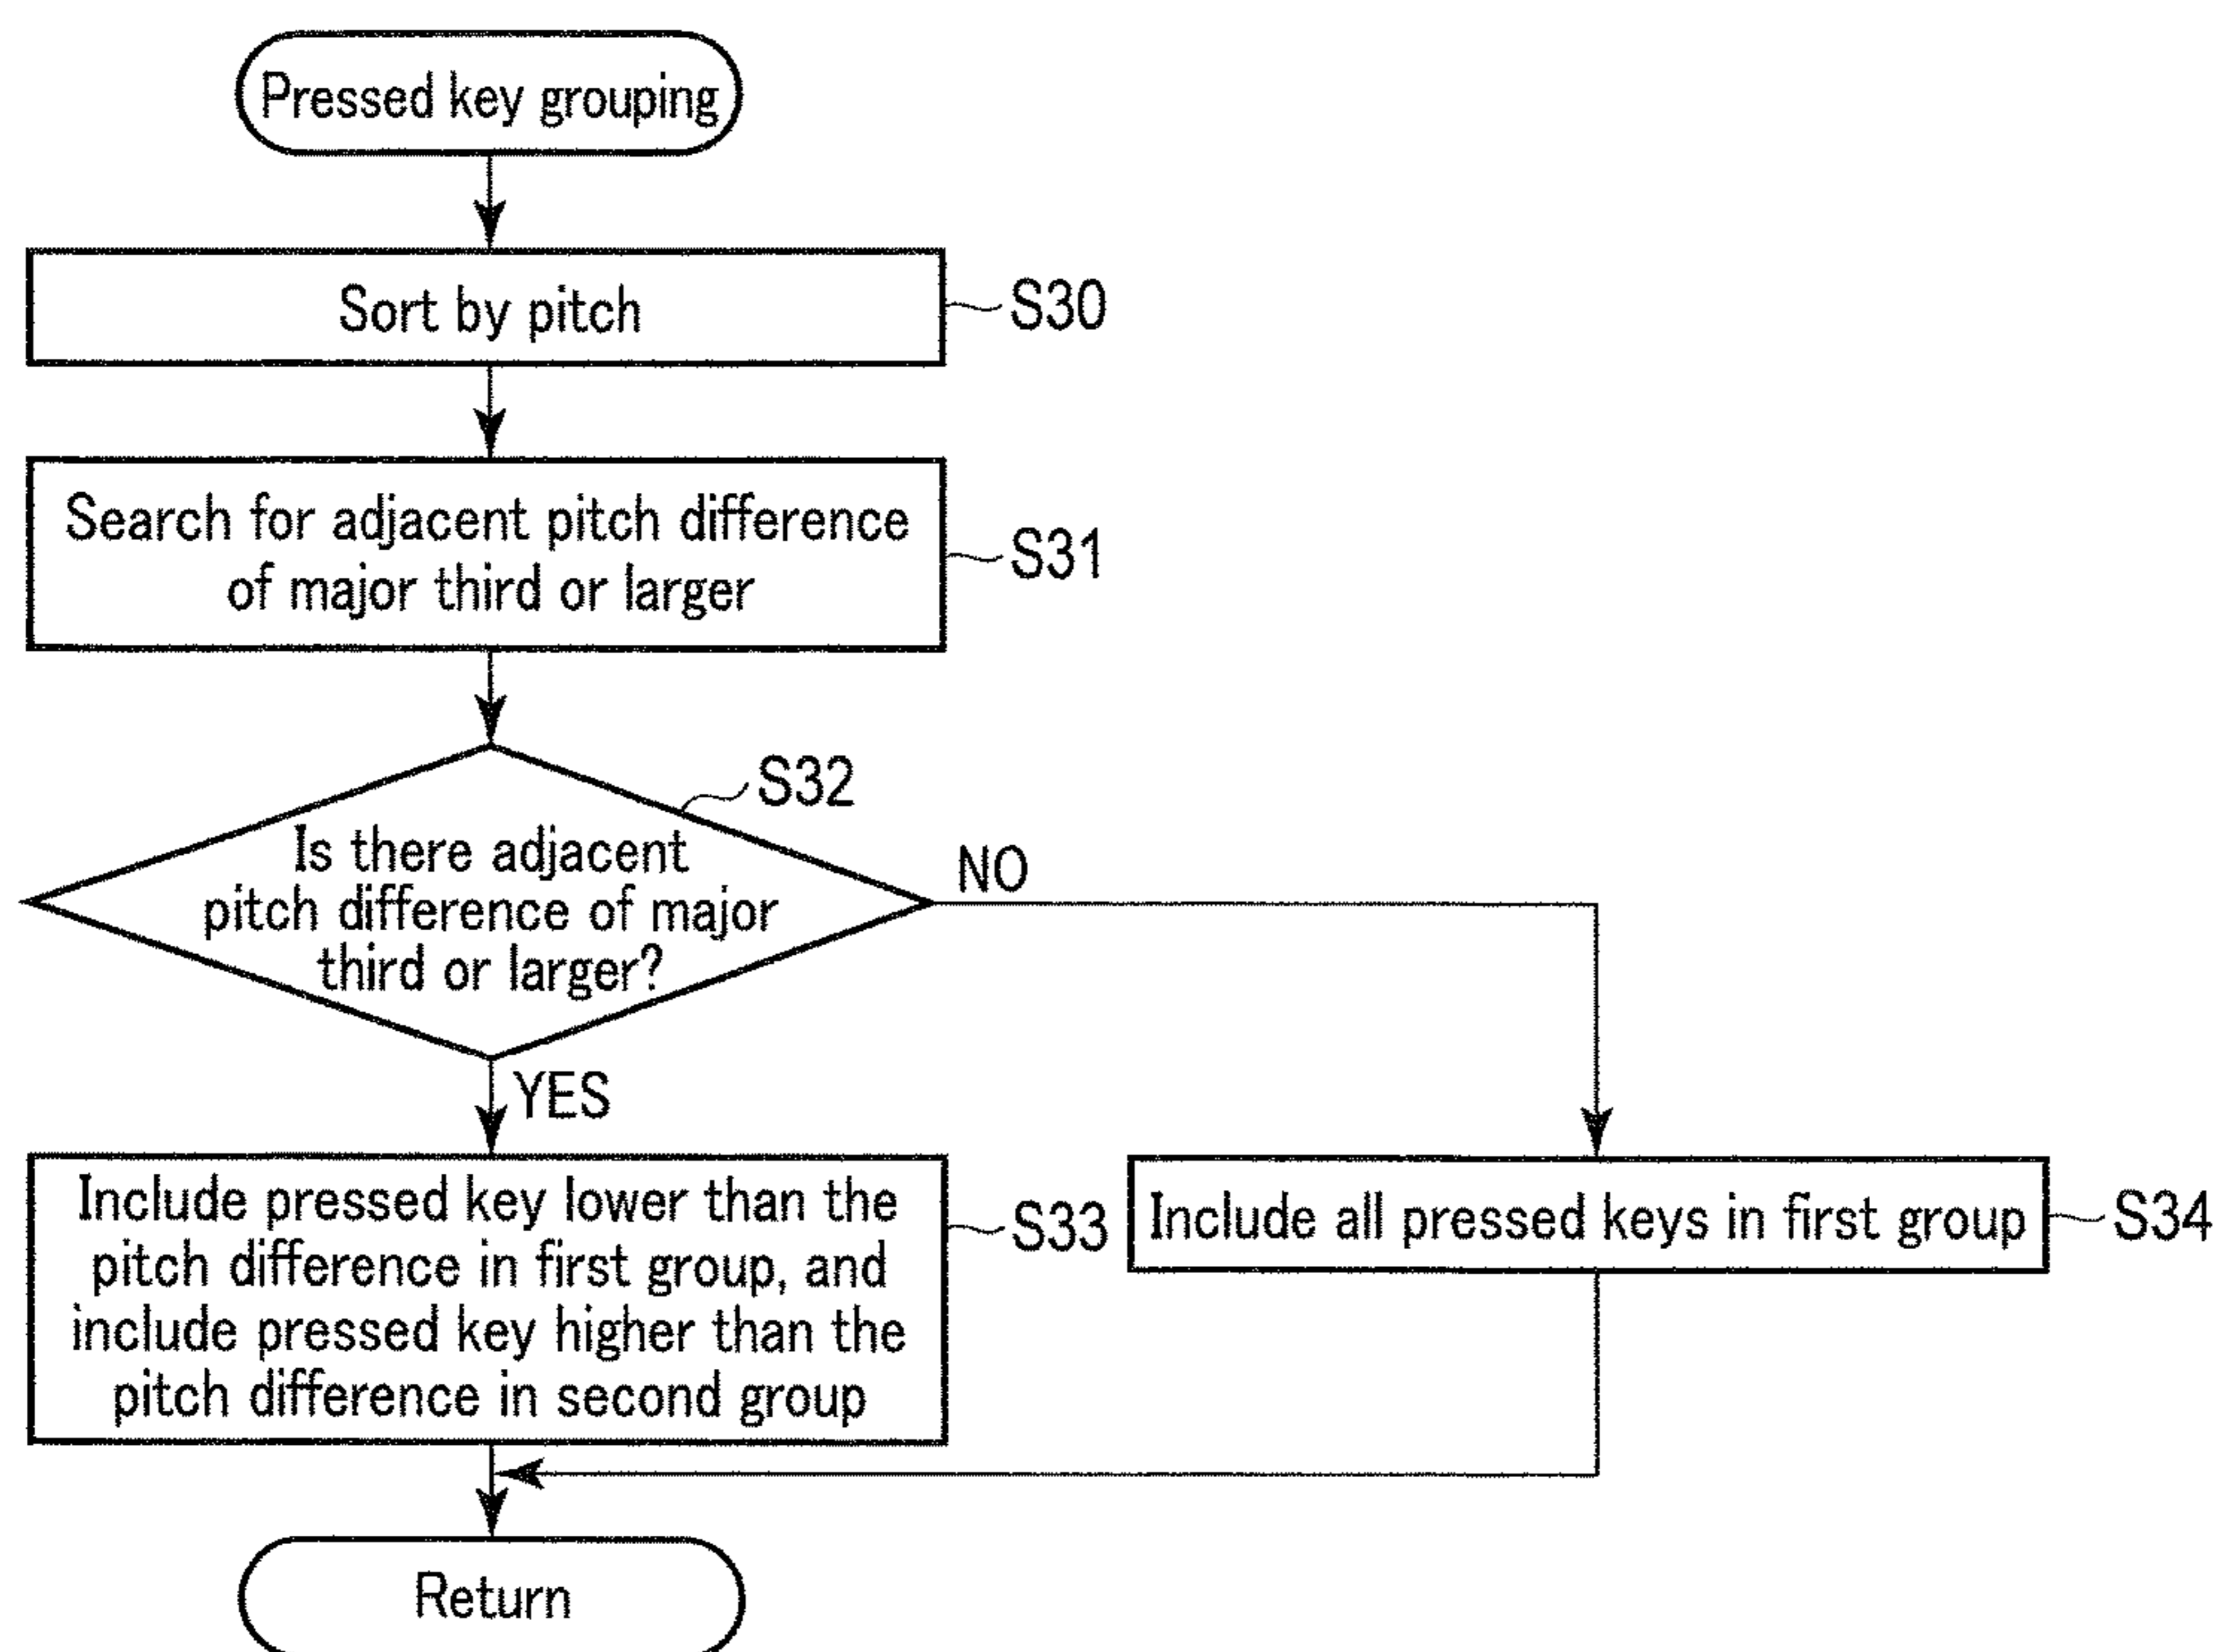 Pressed key grouping
Sort by pitch
S30
Search for adjacent pitch difference
of major third or larger
S31
S32
Is there adjacent
pitch difference of major
third or larger?
NO
YES
Include pressed key lower than the
pitch difference in first group, and
include pressed key higher than the
pitch difference in second group
S33
Include all pressed keys in first group
S34
Return